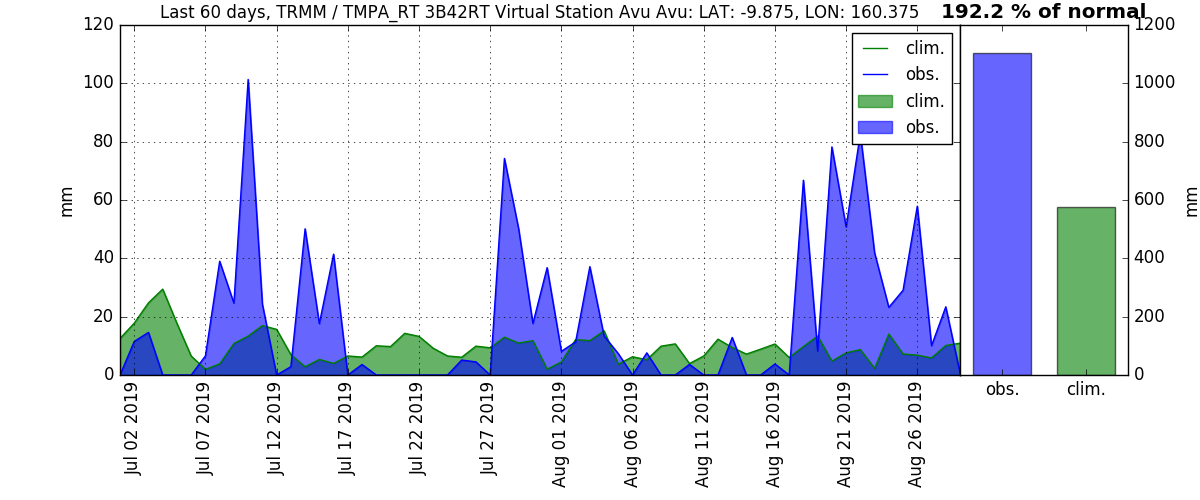 Last 60 days, TRMM / TMPA_RT 3B42RT Virtual Station Avu Avu: LAT: -9.875, LON: 160.375
192.2 % of normal
120
100
80
60
40
20
0
mm
clim.
obs.
clim.
obs.
1200
1000
800
600
400
200
0
mm
Jul 02 2019
Jul 07 2019
Jul 12 2019
Jul 17 2019
Jul 22 2019
Jul 27 2019
Aug 01 2019
Aug 06 2019
Aug 11 2019
Aug 16 2019
Aug 21 2019
Aug 26 2019
obs.
clim.